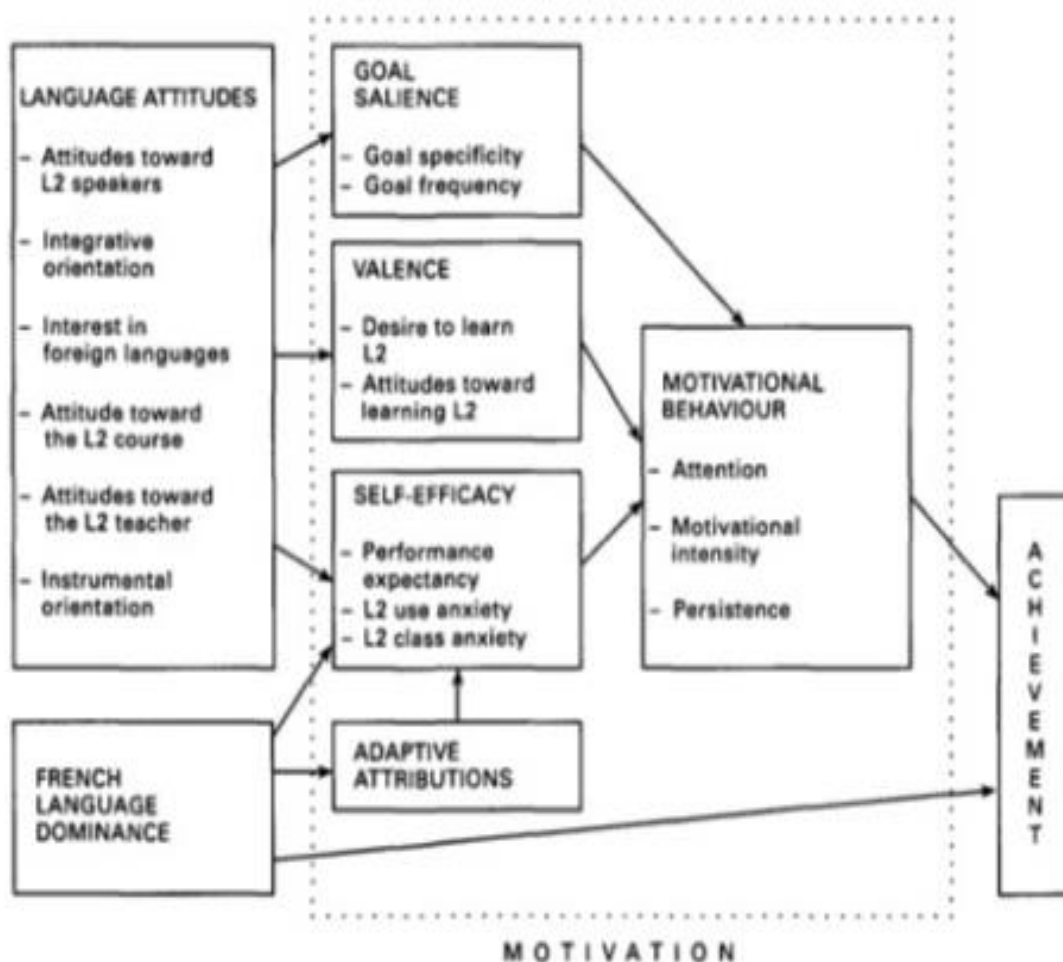 LANGUAGE ATTITUDES
- Attitudes toward
L2 speakers
- Integrative
orientation
- Interest in
foreign languages
- Attitude toward
the L2 course
- Attitudes toward
the L2 teacher
- Instrumental
orientation
FRENCH
LANGUAGE
DOMINANCE
GOAL
SALIENCE
- Goal specificity
- Goal frequency
VALENCE
- Desire to learn
L2
- Attitudes toward
learning L2
SELF-EFFICACY
- Performance
expectancy
- L2 use anxiety
- L2 class anxiety
ADAPTIVE
ATTRIBUTIONS
MOTIVATIONAL
BEHAVIOUR
- Attention
- Motivational
intensity
- Persistence
ACHIEVEMENT
MOTIVATION